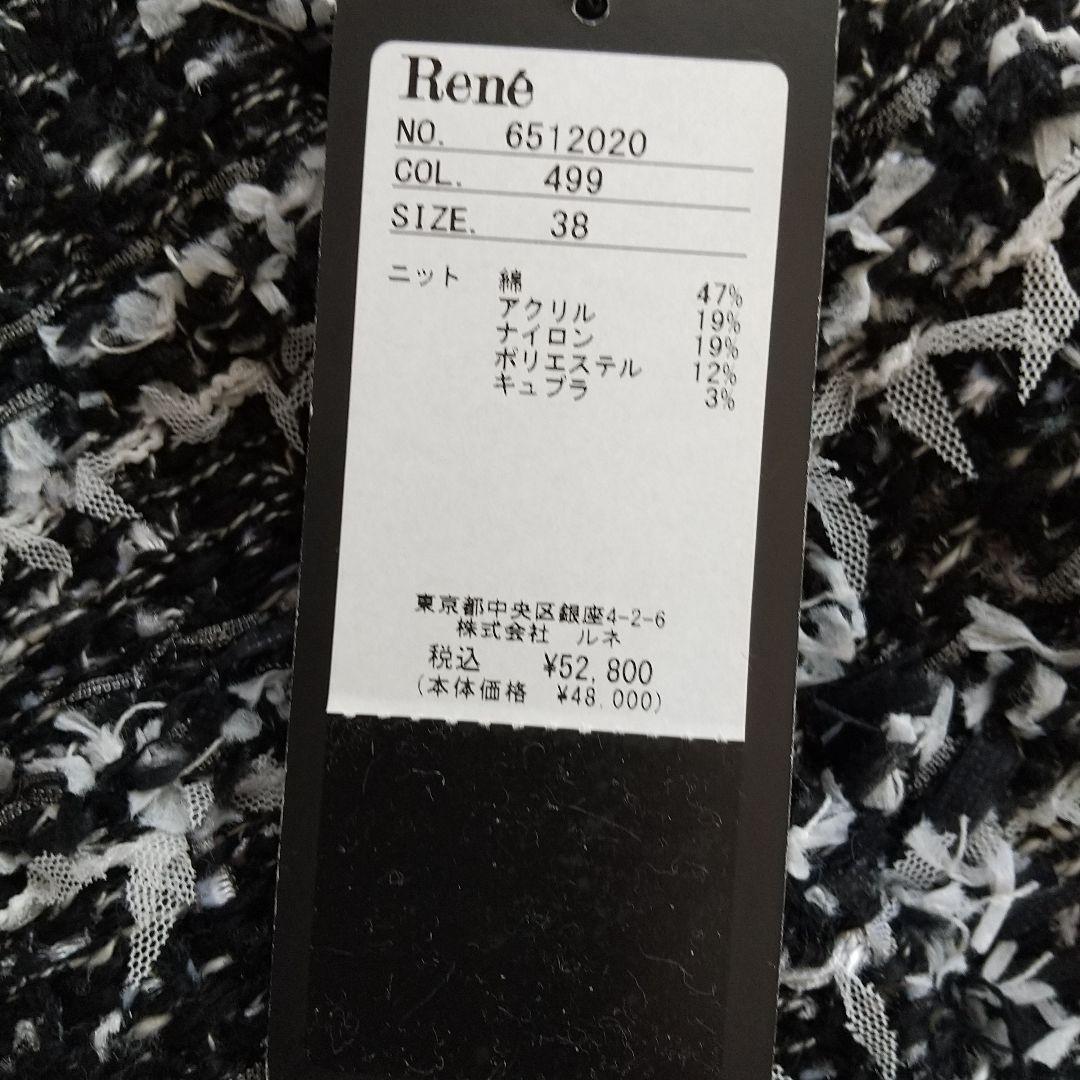 René
NO. 6512020
COL. 499
SIZE. 38
ニット 綿 47%
アクリル 19%
ナイロン 19%
ポリエステル 12%
キュプラ 3%
東京都中央区銀座4-2-6
株式会社 ルネ
税込 ¥52,800
(本体価格 ¥48,000)